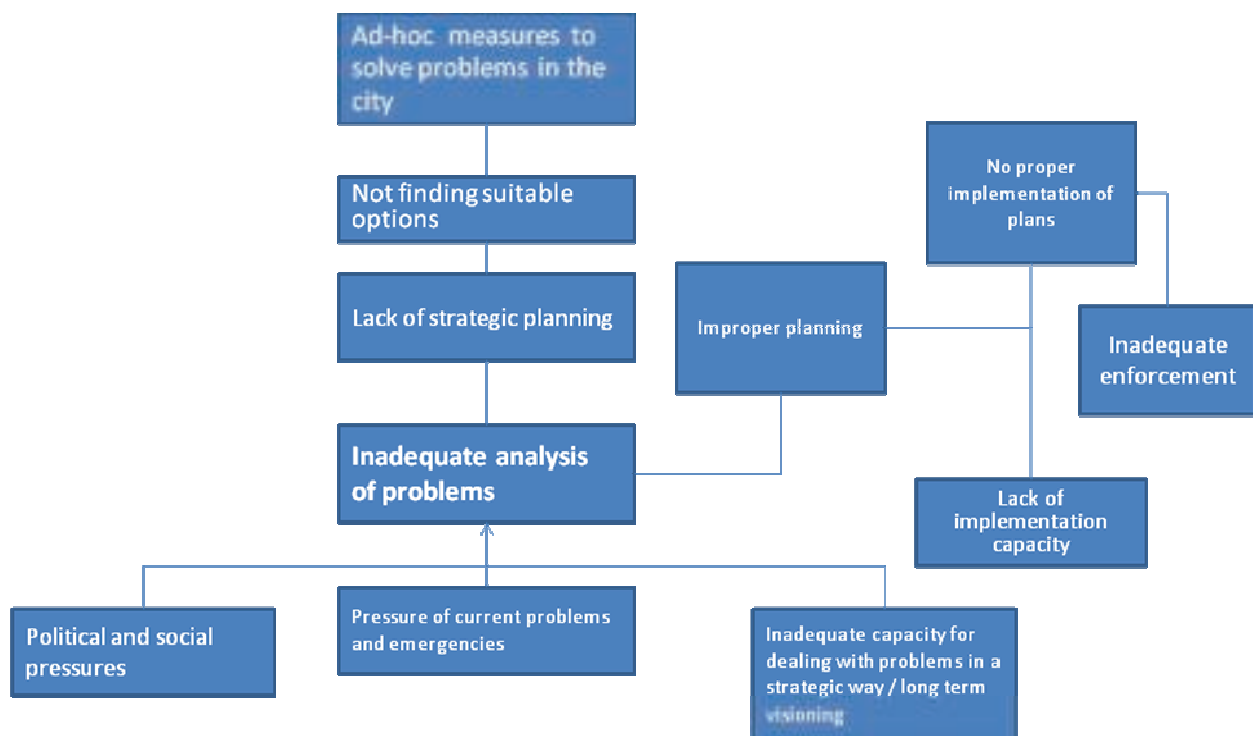 Ad-hoc measures to
solve problems in the
city
Not finding suitable
options
Lack of strategic planning
Inadequate analysis
of problems
Improper planning
No proper
implementation of
plans
Inadequate
enforcement
Lack of
implementation
capacity
Political and social
pressures
Pressure of current problems
and emergencies
Inadequate capacity for
dealing with problems in a
strategic way / long term
visioning